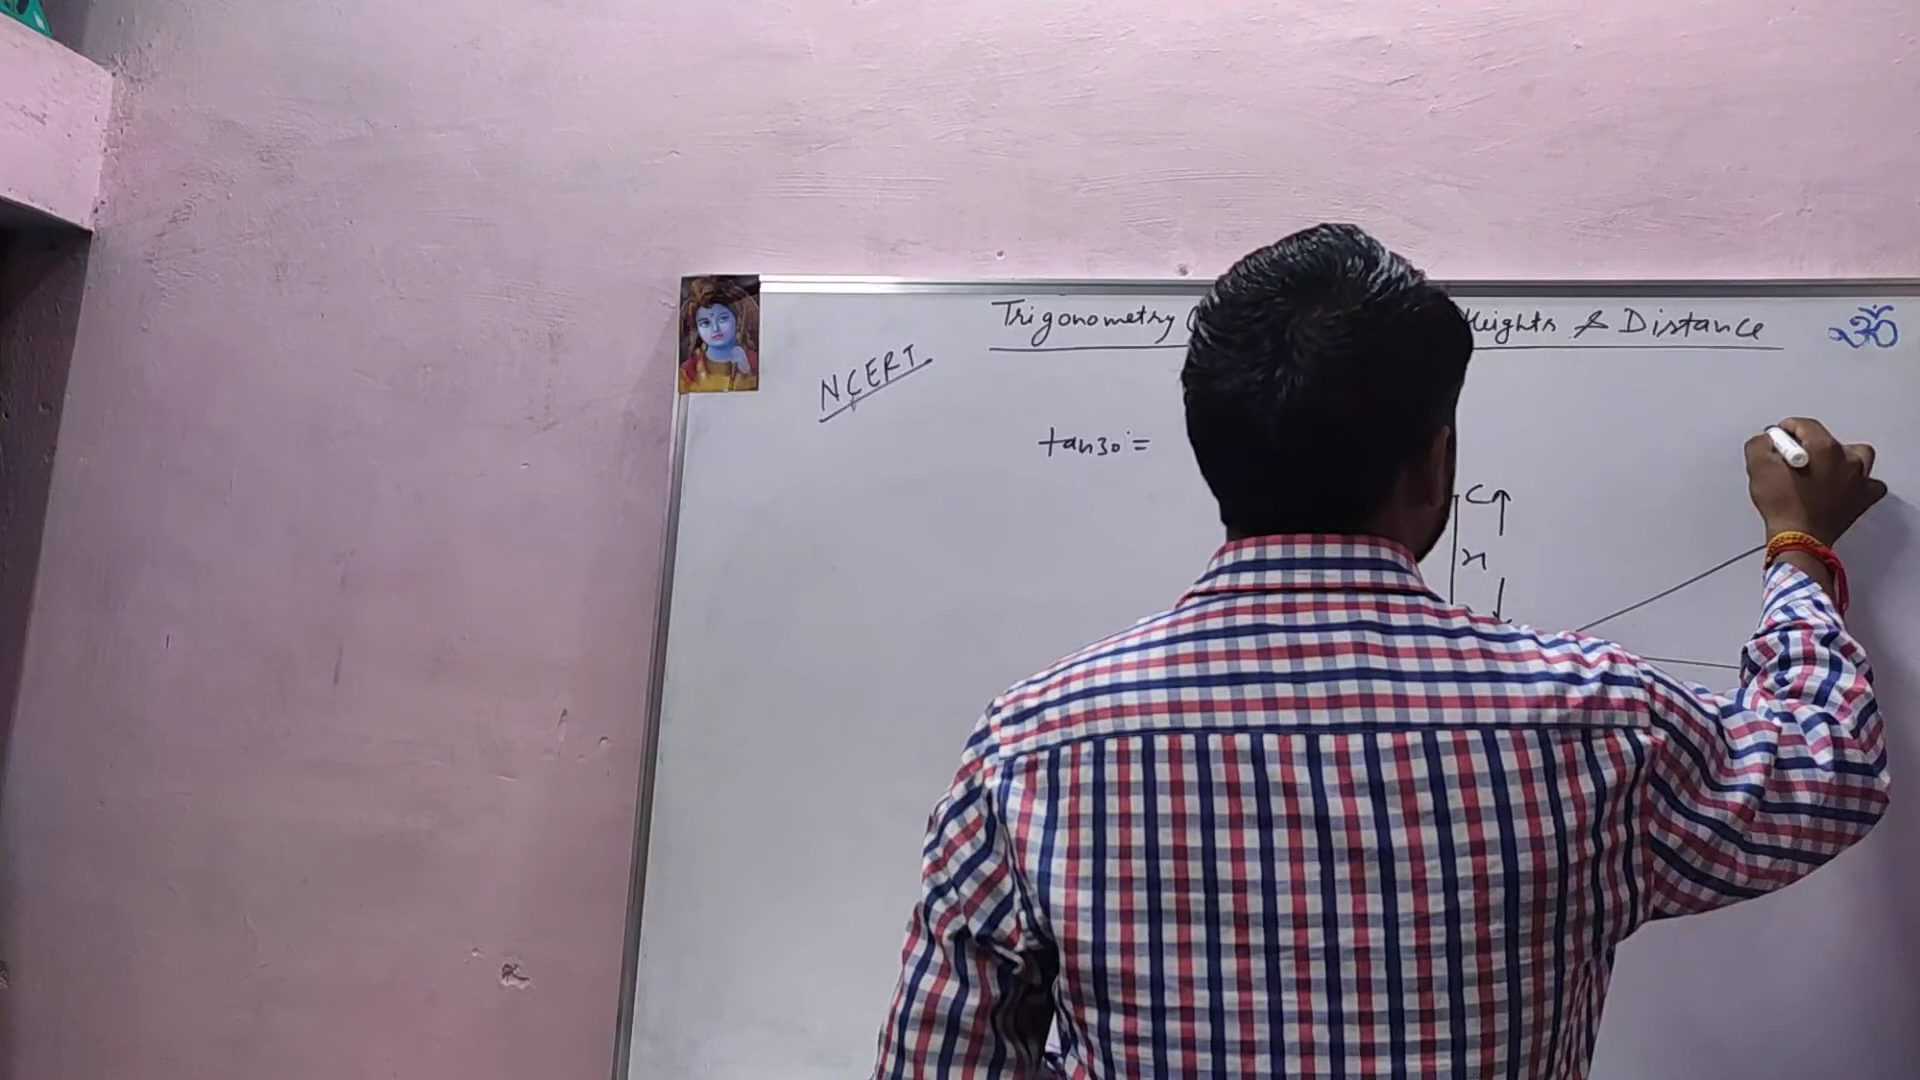 Trigonometry Heights & Distance ॐ
NCERT
tan30° =
C
x